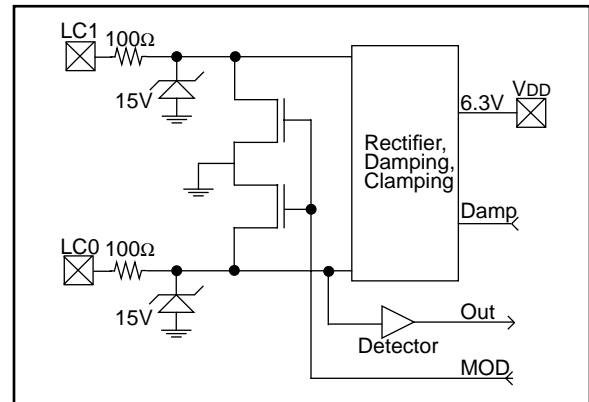 LC1
100Ω
15V
6.3V
VDD
Rectifier,
Damping,
Clamping
Damp
LC0
100Ω
15V
Detector
Out
MOD